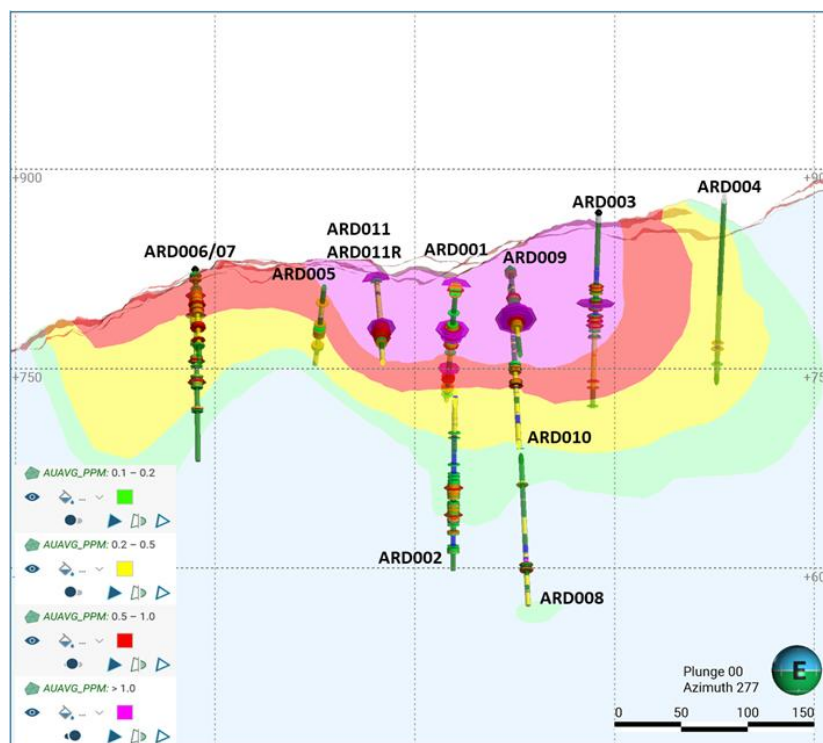 +900
+90
ARD004
ARD003
ARD011
ARD011R
ARD001
ARD006/07
ARD009
ARD005
+750
+75
ARD010
AUAVG_PPM: 0.1 – 0.2
...
AUAVG_PPM: 0.2 – 0.5
...
ARD002
+60
ARD008
AUAVG_PPM: 0.5 – 1.0
...
Plunge 00
Azimuth 277
E
AUAVG_PPM: > 1.0
...
0 50 100 150